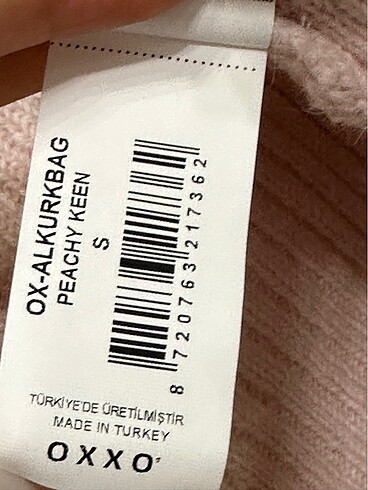 OX-ALKURKBAG
PEACHY KEEN
S
8 720763 217362
TÜRKİYE'DE ÜRETİLMİŞTİR
MADE IN TURKEY
OXXO